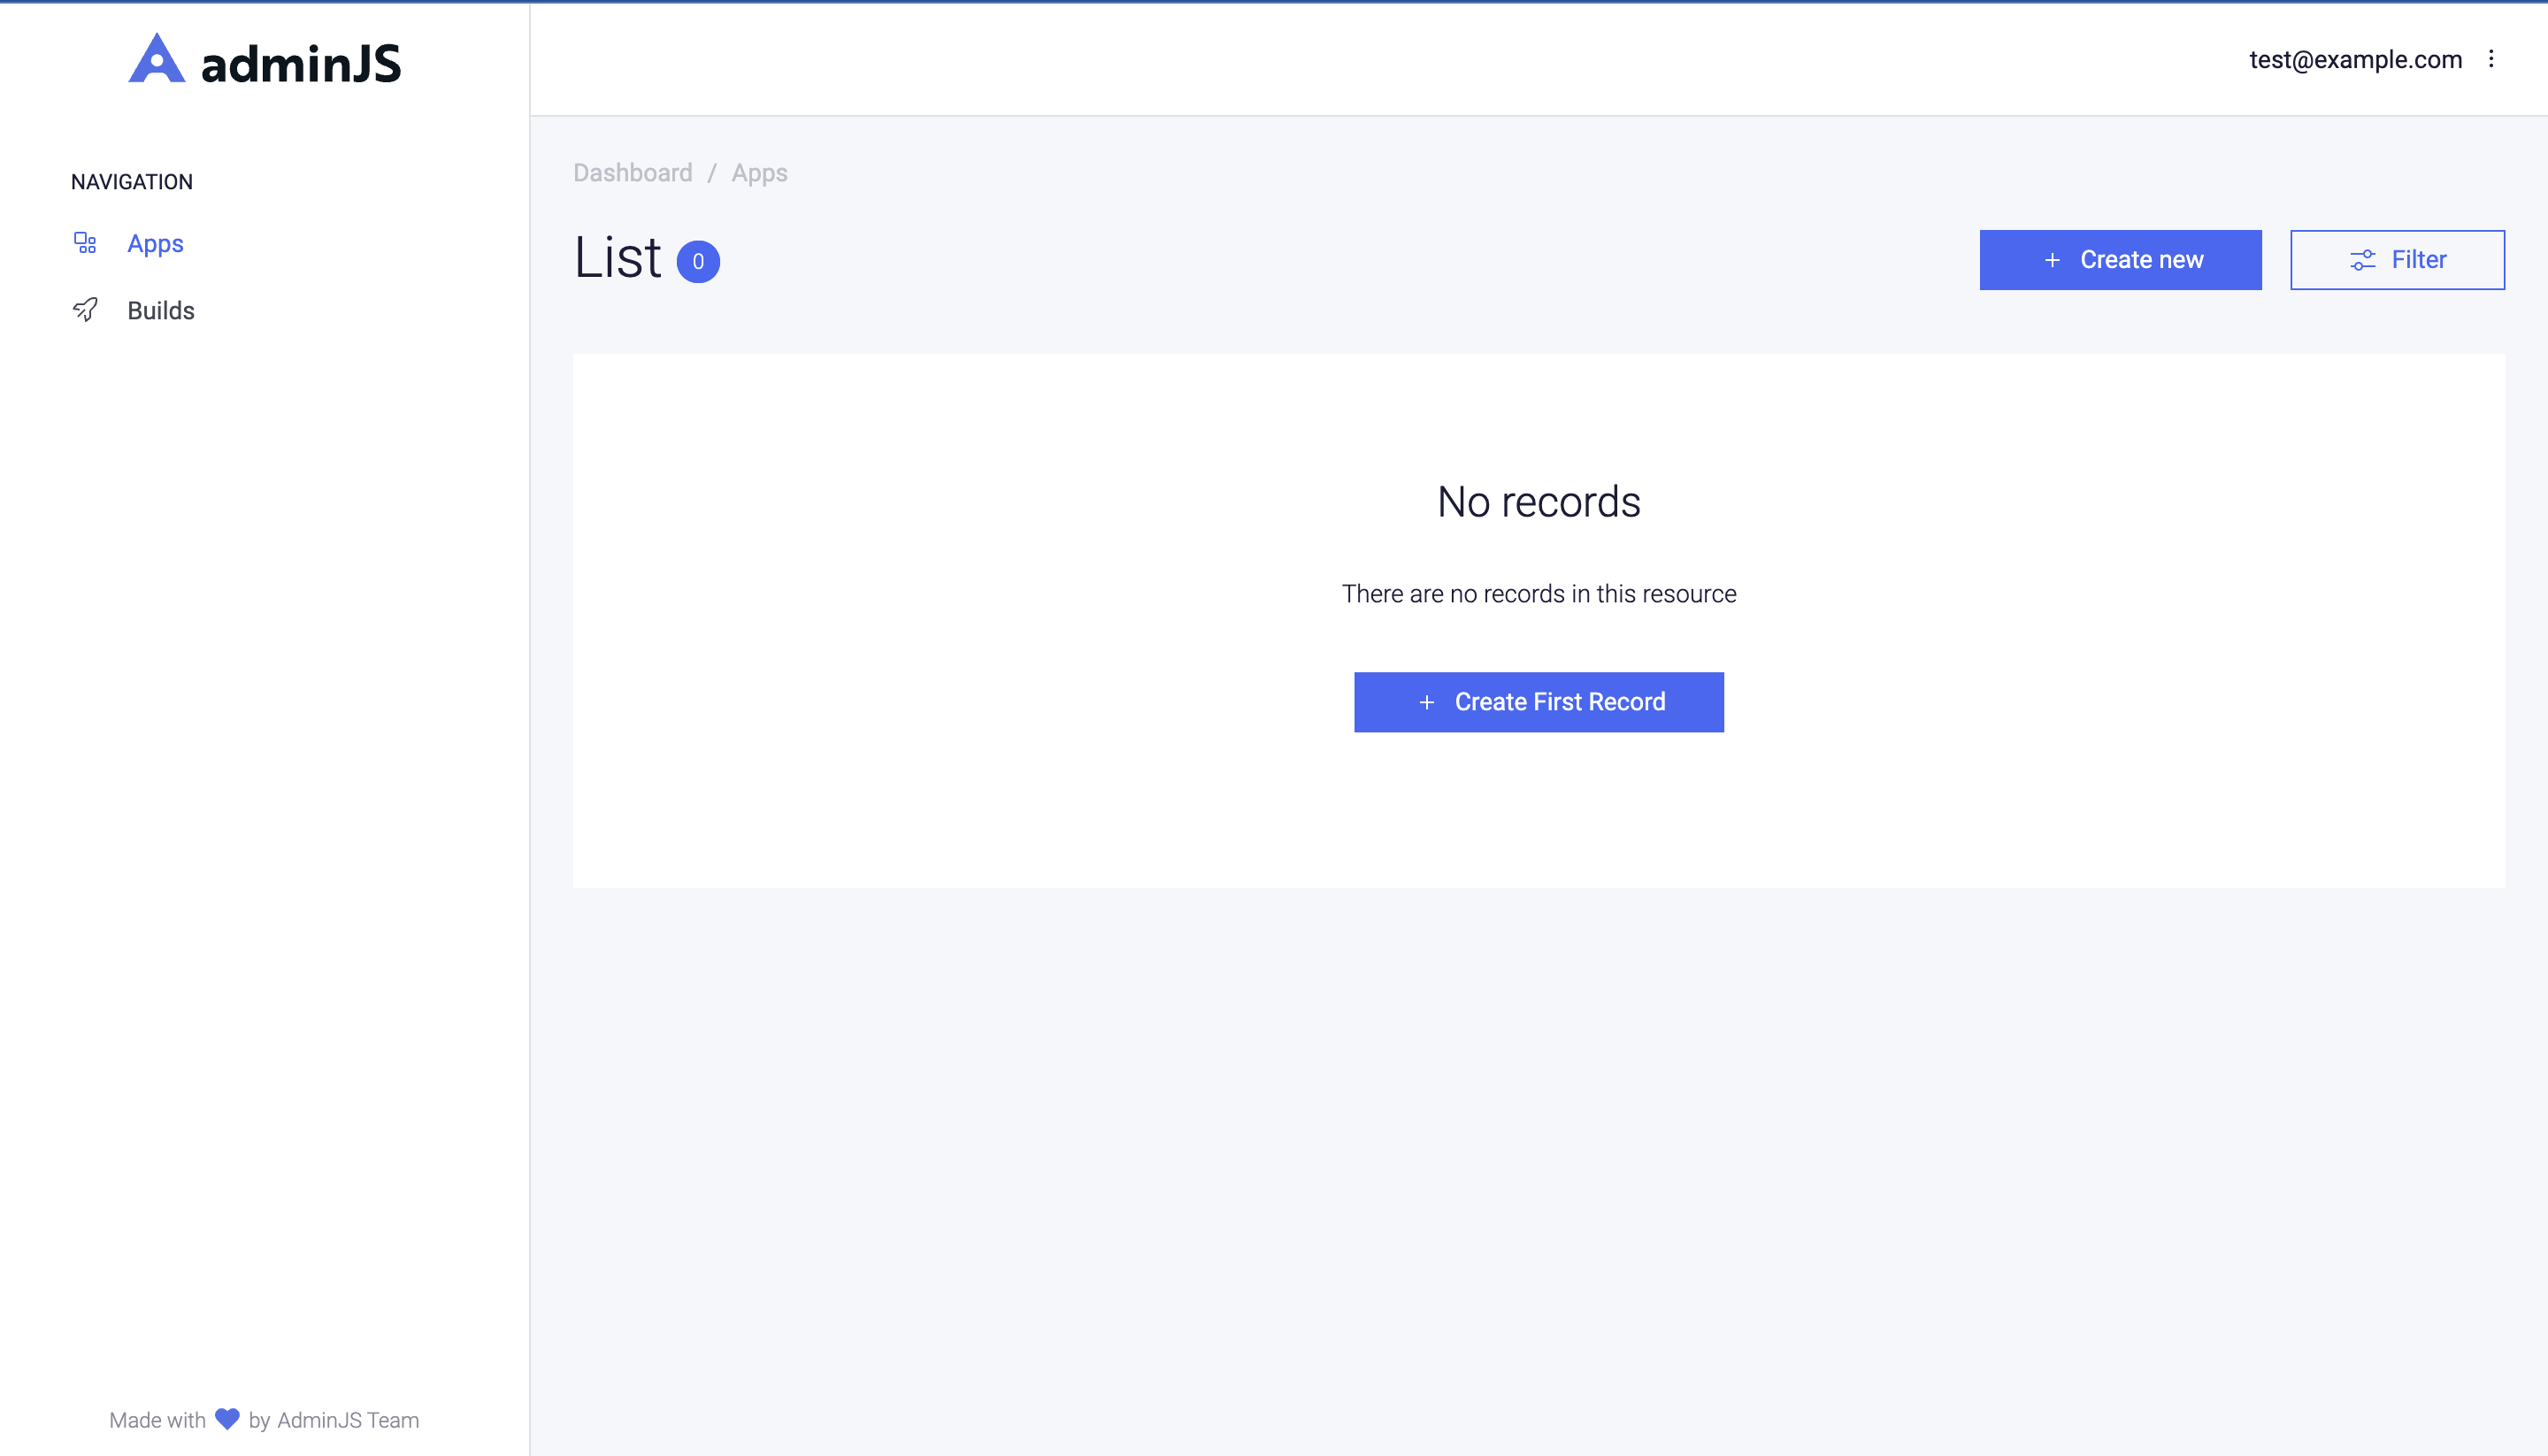 adminJS
test@example.com
NAVIGATION
Apps
Builds
Dashboard / Apps
List 0
+ Create new
Filter
No records
There are no records in this resource
+ Create First Record
Made with by AdminJS Team